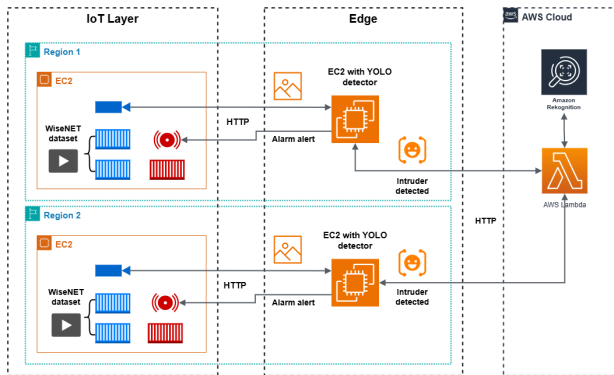 IoT Layer
Edge
aws
AWS Cloud
Region 1
EC2
WiseNET
dataset
HTTP
Alarm alert
EC2 with YOLO
detector
Intruder
detected
Amazon
Rekognition
AWS Lambda
HTTP
Region 2
EC2
WiseNET
dataset
HTTP
Alarm alert
EC2 with YOLO
detector
Intruder
detected